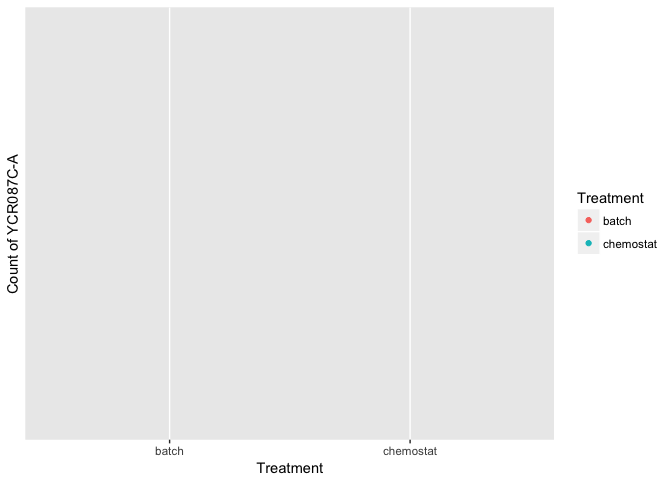 Count of YCR087C-A
batch
chemostat
Treatment
Treatment
batch
chemostat